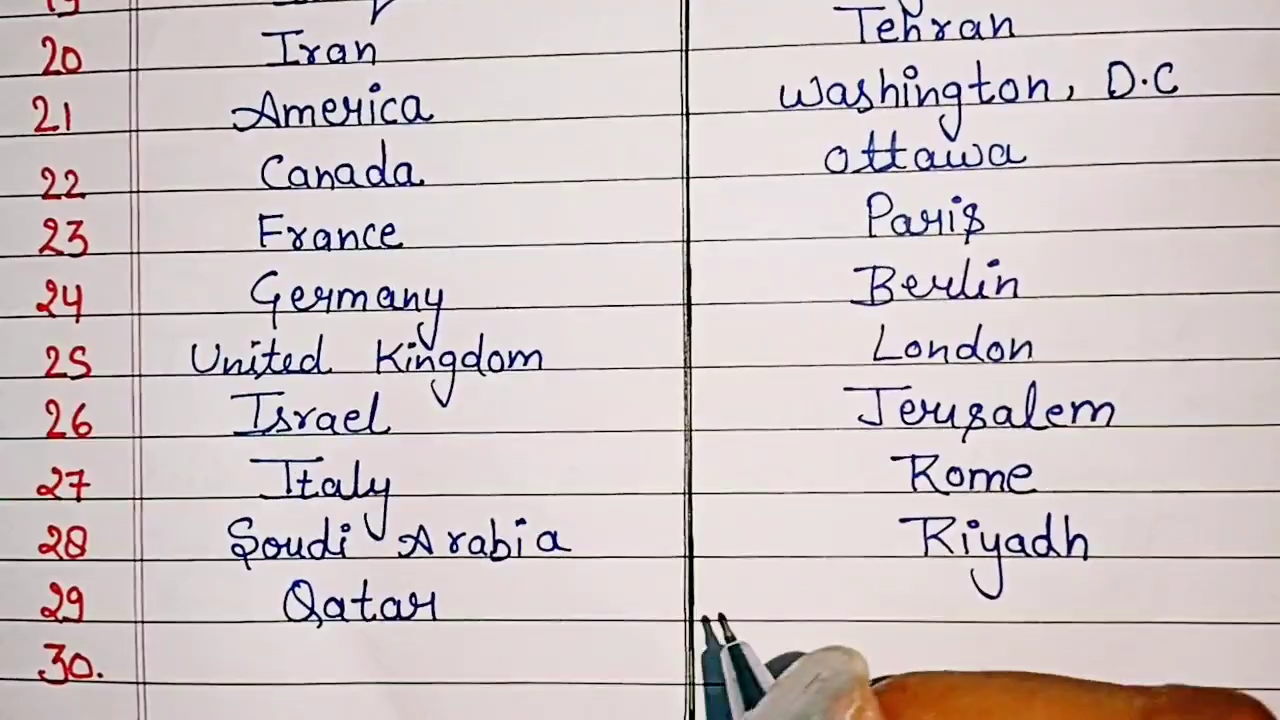 20 Iran Tehran
21 America Washington, D.C
22 Canada Ottawa
23 France Paris
24 Germany Berlin
25 United Kingdom London
26 Israel Jerusalem
27 Italy Rome
28 Soudi Arabia Riyadh
29 Qatar
30.